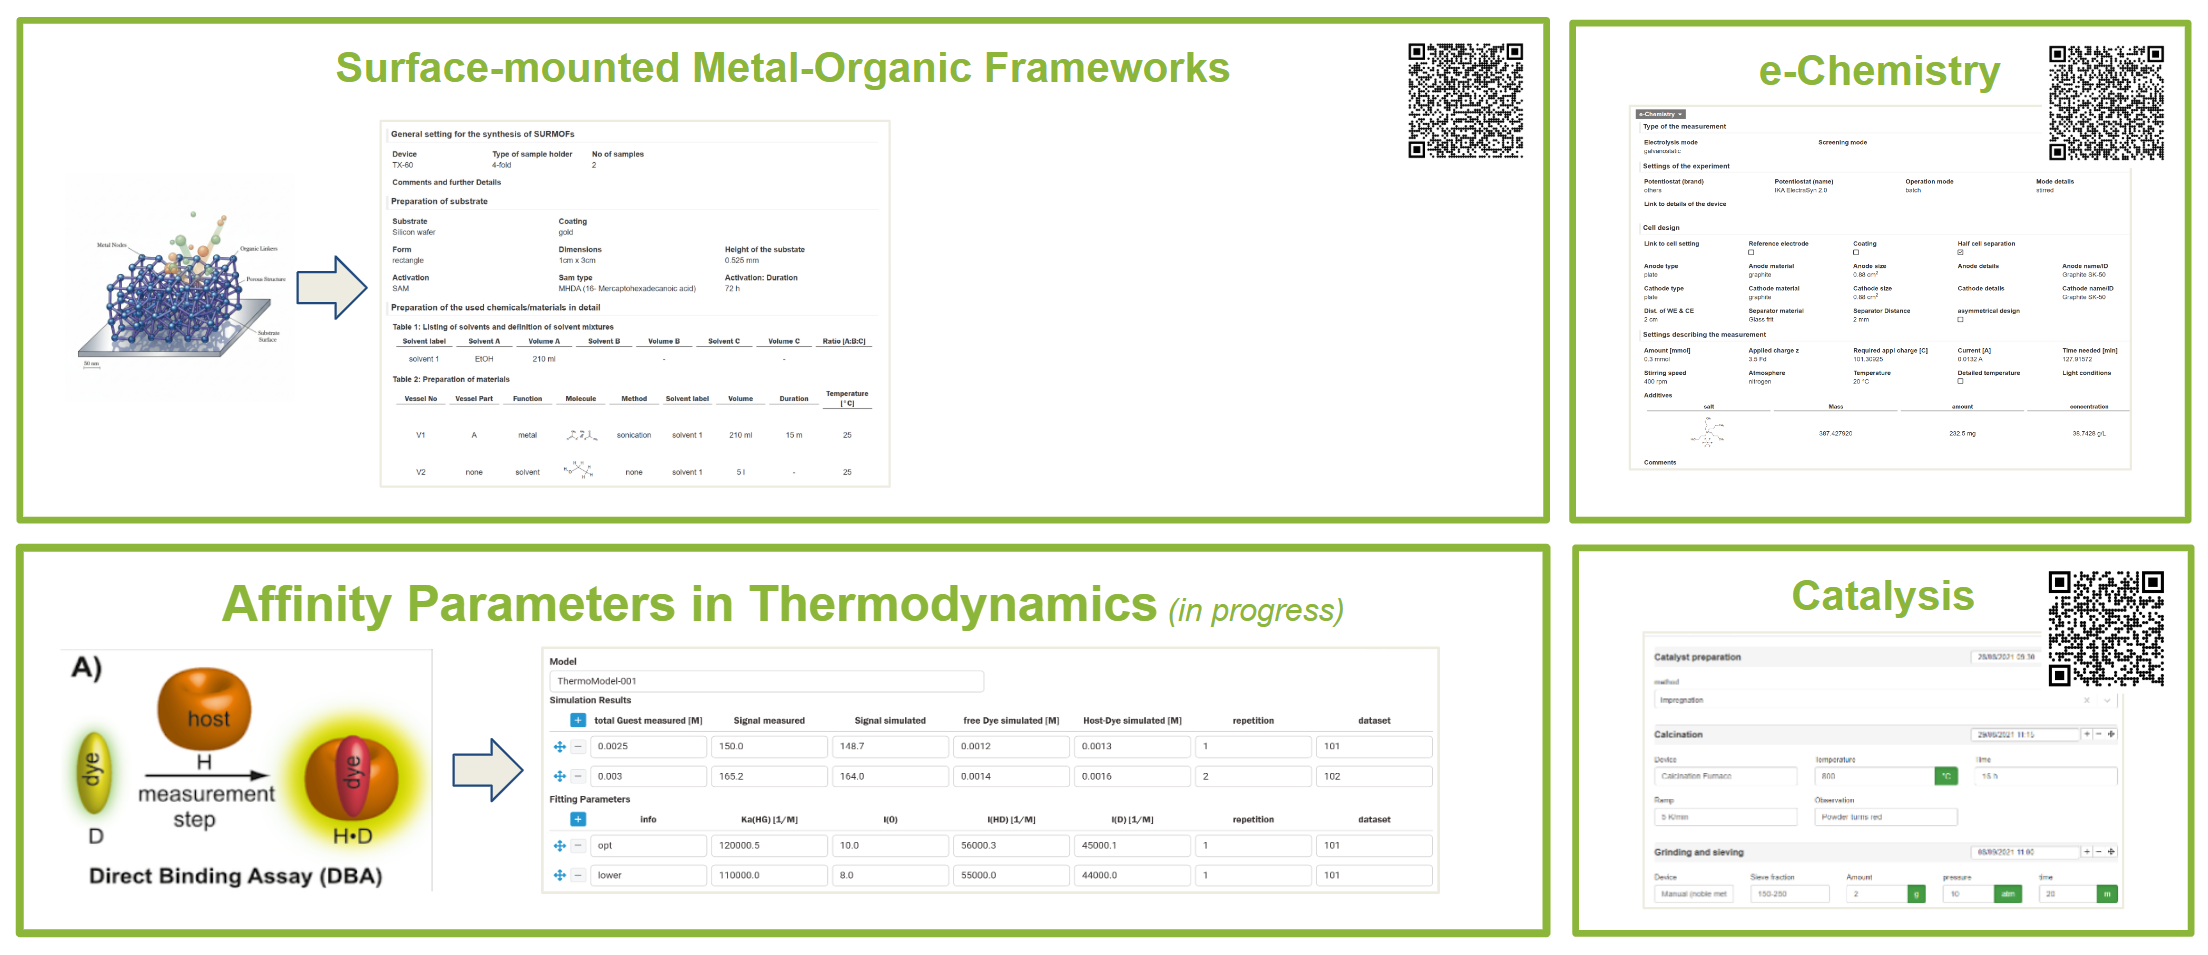 Surface-mounted Metal-Organic Frameworks
Metal Nodes
Organic Linkers
Porous Structure
Substrate
Surface
50 nm
General setting for the synthesis of SURMOFs
Device Type of sample holder No of samples
TX-60 4-fold 2
Comments and further Details
Preparation of substrate
Substrate Coating
Silicon wafer gold
Form Dimensions Height of the substate
rectangle 1cm x 3cm 0.525 mm
Activation Sam type Activation: Duration
SAM MHDA (16- Mercaptohexadecanoic acid) 72 h
Preparation of the used chemicals/materials in detail
Table 1: Listing of solvents and definition of solvent mixtures
Solvent label Solvent A Volume A Solvent B Volume B Solvent C Volume C Ratio [A:B:C]
solvent 1 EtOH 210 ml - -
Table 2: Preparation of materials
Vessel No Vessel Part Function Molecule Method Solvent label Volume Duration Temperature
[°C]
V1 A metal sonication solvent 1 210 ml 15 m 25
V2 none solvent none solvent 1 5 l - 25
e-Chemistry
e-Chemistry
Type of the measurement
Electrolysis mode Screening mode
galvanostatic
Settings of the experiment
Potentiostat (brand) Potentiostat (name) Operation mode Mode details
others IKA ElectraSyn 2.0 batch stirred
Link to details of the device
Cell design
Link to cell setting Reference electrode Coating Half cell separation
Anode type Anode material Anode size Anode details Anode name/ID
plate graphite 0.88 cm² Graphite SK-50
Cathode type Cathode material Cathode size Cathode details Cathode name/ID
plate graphite 0.88 cm² Graphite SK-50
Dist. of WE & CE Separator material Separator Distance asymmetrical design
2 cm Glass frit 2 mm
Settings describing the measurement
Amount [mmol] Applied charge z Required appl charge [C] Current [A] Time needed [min]
0.3 mmol 3.5 Fd 101.30925 0.0132 A 127.91572
Stirring speed Atmosphere Temperature Detailed temperature Light conditions
400 rpm nitrogen 20 °C
Additives
salt Mass amount concentration
387.427920 232.5 mg 38.7428 g/L
Comments
Affinity Parameters in Thermodynamics (in progress)
A)
host
dye
H
measurement
step
D
dye
H•D
Direct Binding Assay (DBA)
Model
ThermoModel-001
Simulation Results
total Guest measured [M] Signal measured Signal simulated free Dye simulated [M] Host-Dye simulated [M] repetition dataset
0.0025 150.0 148.7 0.0012 0.0013 1 101
0.003 165.2 164.0 0.0014 0.0016 2 102
Fitting Parameters
info Ka(HG) [1/M] I(0) I(HD) [1/M] I(D) [1/M] repetition dataset
opt 120000.5 10.0 56000.3 45000.1 1 101
lower 110000.0 8.0 55000.0 44000.0 1 101
Catalysis
Catalyst preparation
method
Impregnation
Calcination 29/06/2021 11:15
Device Temperature Time
Calcination Furnace 800 °C 15 h
Ramp Observation
5 K/min Powder turns red
Grinding and sieving
Device Sieve fraction Amount pressure time
Manual (noble met 150-250 2 g 10 atm 20 m